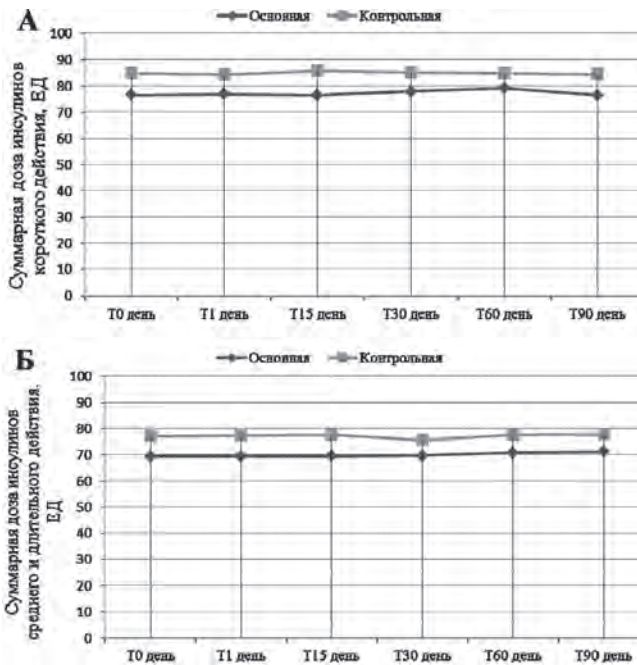 А
Основная Контрольная
Суммарная доза инсулинов
короткого действия, ЕД
100
90
80
70
60
50
40
30
20
10
0
Т0 день Т1 день Т15 день Т30 день Т60 день Т90 день
Б
Основная Контрольная
Суммарная доза инсулинов
среднего и длительного действия,
ЕД
100
90
80
70
60
50
40
30
20
10
0
Т0 день Т1 день Т15 день Т30 день Т60 день Т90 день